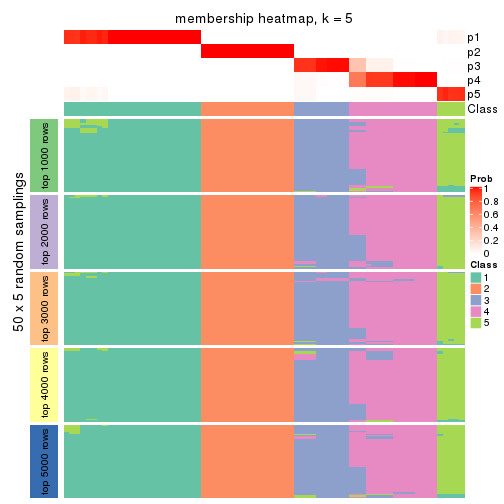 membership heatmap, k = 5
p1
p2
p3
p4
p5
Class
50 x 5 random samplings
top 1000 rows
top 2000 rows
top 3000 rows
top 4000 rows
top 5000 rows
Prob
1
0.8
0.6
0.4
0.2
0
Class
1
2
3
4
5